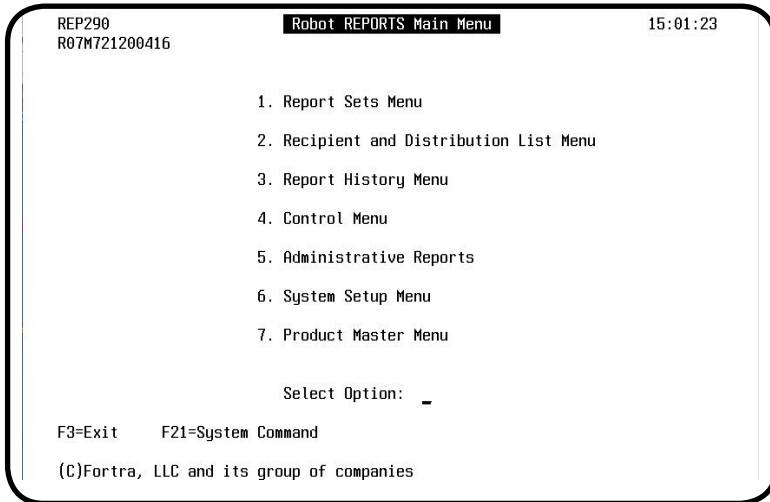 REP290 Robot REPORTS Main Menu 15:01:23
R07M721200416
1. Report Sets Menu
2. Recipient and Distribution List Menu
3. Report History Menu
4. Control Menu
5. Administrative Reports
6. System Setup Menu
7. Product Master Menu
Select Option: _
F3=Exit F21=System Command
(C)Fortra, LLC and its group of companies